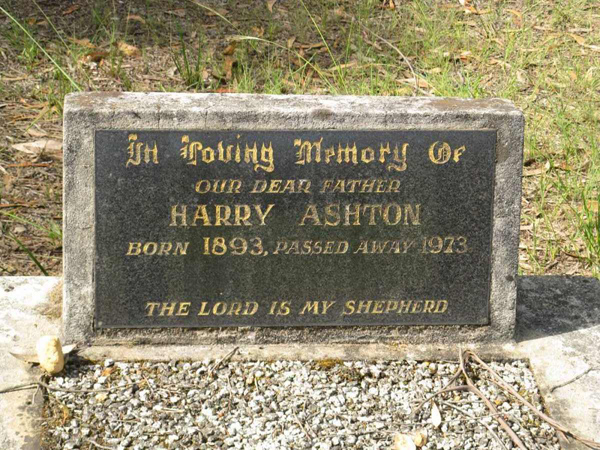 In Loving Memory Of
OUR DEAR FATHER
HARRY ASHTON
BORN 1893, PASSED AWAY 1973
THE LORD IS MY SHEPHERD